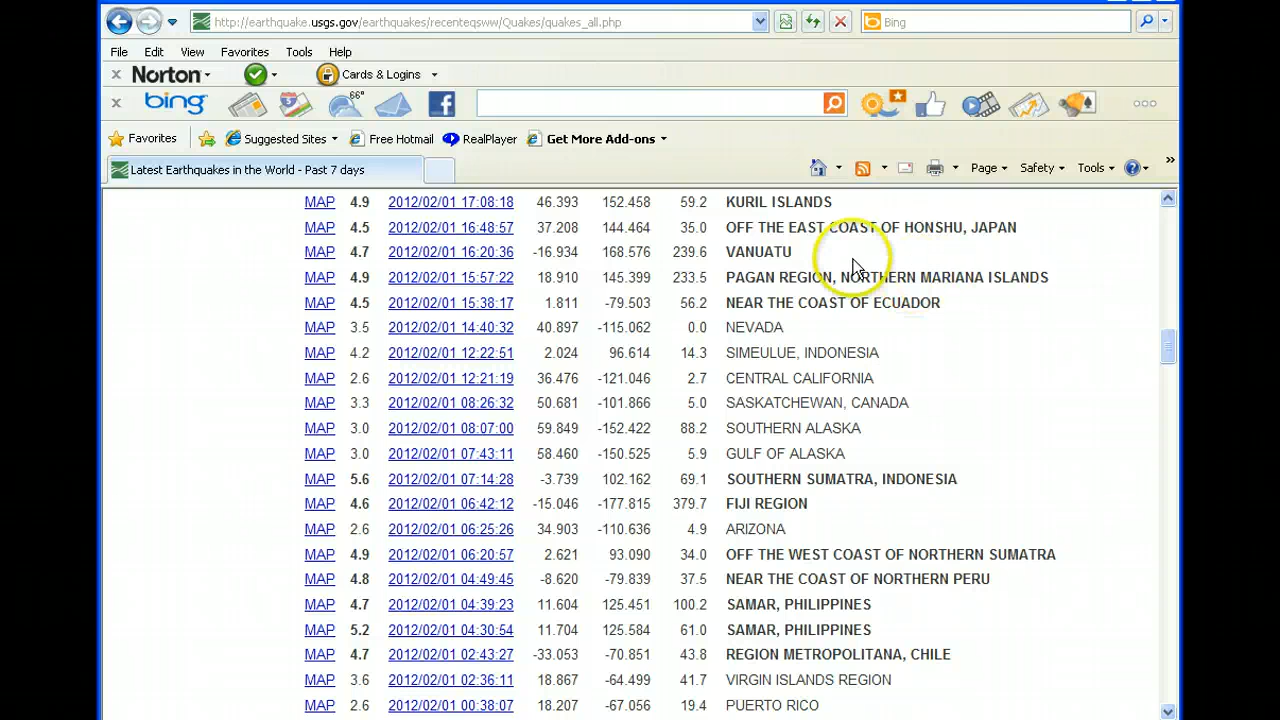 http://earthquake.usgs.gov/earthquakes/recenteqsww/Quakes/quakes_all.php Bing
File Edit View Favorites Tools Help
Norton Cards & Logins
bing 66°
Favorites Suggested Sites Free Hotmail RealPlayer Get More Add-ons
Latest Earthquakes in the World - Past 7 days Page Safety Tools
MAP 4.9 2012/02/01 17:08:18 46.393 152.458 59.2 KURIL ISLANDS
MAP 4.5 2012/02/01 16:48:57 37.208 144.464 35.0 OFF THE EAST COAST OF HONSHU, JAPAN
MAP 4.7 2012/02/01 16:20:36 -16.934 168.576 239.6 VANUATU
MAP 4.9 2012/02/01 15:57:22 18.910 145.399 233.5 PAGAN REGION, NORTHERN MARIANA ISLANDS
MAP 4.5 2012/02/01 15:38:17 1.811 -79.503 56.2 NEAR THE COAST OF ECUADOR
MAP 3.5 2012/02/01 14:40:32 40.897 -115.062 0.0 NEVADA
MAP 4.2 2012/02/01 12:22:51 2.024 96.614 14.3 SIMEULUE, INDONESIA
MAP 2.6 2012/02/01 12:21:19 36.476 -121.046 2.7 CENTRAL CALIFORNIA
MAP 3.3 2012/02/01 08:26:32 50.681 -101.866 5.0 SASKATCHEWAN, CANADA
MAP 3.0 2012/02/01 08:07:00 59.849 -152.422 88.2 SOUTHERN ALASKA
MAP 3.0 2012/02/01 07:43:11 58.460 -150.525 5.9 GULF OF ALASKA
MAP 5.6 2012/02/01 07:14:28 -3.739 102.162 69.1 SOUTHERN SUMATRA, INDONESIA
MAP 4.6 2012/02/01 06:42:12 -15.046 -177.815 379.7 FIJI REGION
MAP 2.6 2012/02/01 06:25:26 34.903 -110.636 4.9 ARIZONA
MAP 4.9 2012/02/01 06:20:57 2.621 93.090 34.0 OFF THE WEST COAST OF NORTHERN SUMATRA
MAP 4.8 2012/02/01 04:49:45 -8.620 -79.839 37.5 NEAR THE COAST OF NORTHERN PERU
MAP 4.7 2012/02/01 04:39:23 11.604 125.451 100.2 SAMAR, PHILIPPINES
MAP 5.2 2012/02/01 04:30:54 11.704 125.584 61.0 SAMAR, PHILIPPINES
MAP 4.7 2012/02/01 02:43:27 -33.053 -70.851 43.8 REGION METROPOLITANA, CHILE
MAP 3.6 2012/02/01 02:36:11 18.867 -64.499 41.7 VIRGIN ISLANDS REGION
MAP 2.6 2012/02/01 00:38:07 18.207 -67.056 19.4 PUERTO RICO